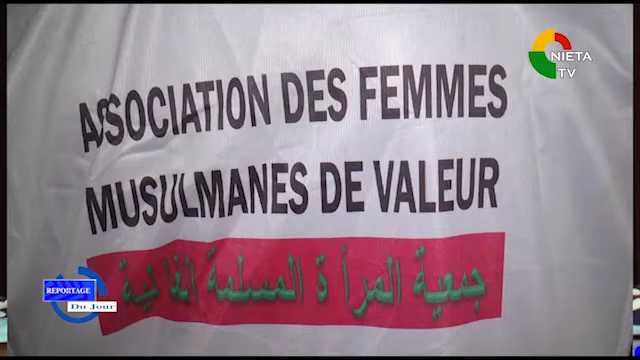 NIETA
TV
ASSOCIATION DES FEMMES
MUSULMANES DE VALEUR
جمعية المرأة المسلمة الغالية
REPORTAGE
Du Jour